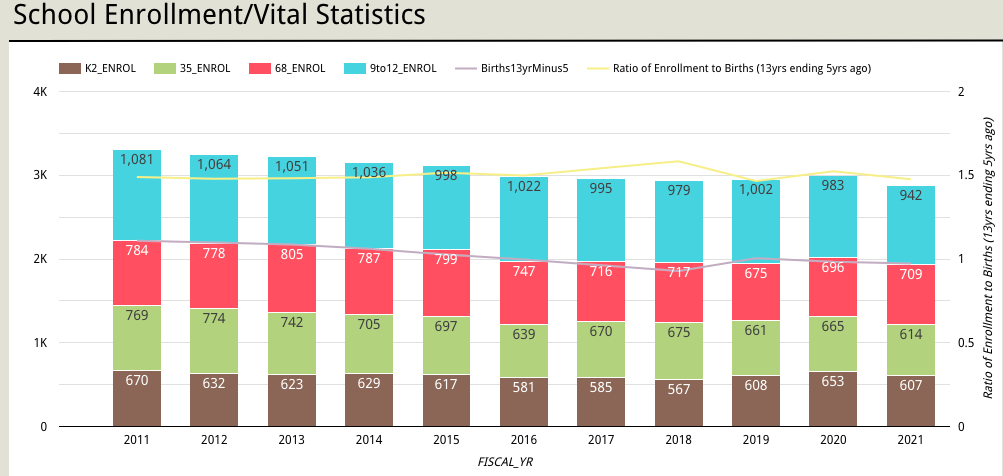 School Enrollment/Vital Statistics
K2_ENROL 35_ENROL 68_ENROL 9to12_ENROL Births13yrMinus5 Ratio of Enrollment to Births (13yrs ending 5yrs ago)
4K 2
1,081 1,064 1,051 1,036 998 1,022 995 979 1,002 983 942
3K 1.5
784 778 805 787 799 747 716 717 675 696 709
2K 1
769 774 742 705 697 639 670 675 661 665 614
1K 0.5
670 632 623 629 617 581 585 567 608 653 607
0 0
2011 2012 2013 2014 2015 2016 2017 2018 2019 2020 2021
FISCAL_YR
Ratio of Enrollment to Births (13yrs ending 5yrs ago)